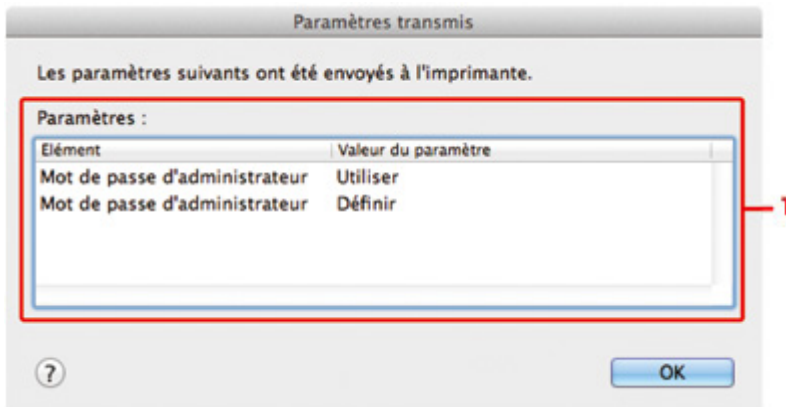 Paramètres transmis
Les paramètres suivants ont été envoyés à l'imprimante.
Paramètres :
Elément Valeur du paramètre
Mot de passe d'administrateur Utiliser
Mot de passe d'administrateur Définir
1
? OK